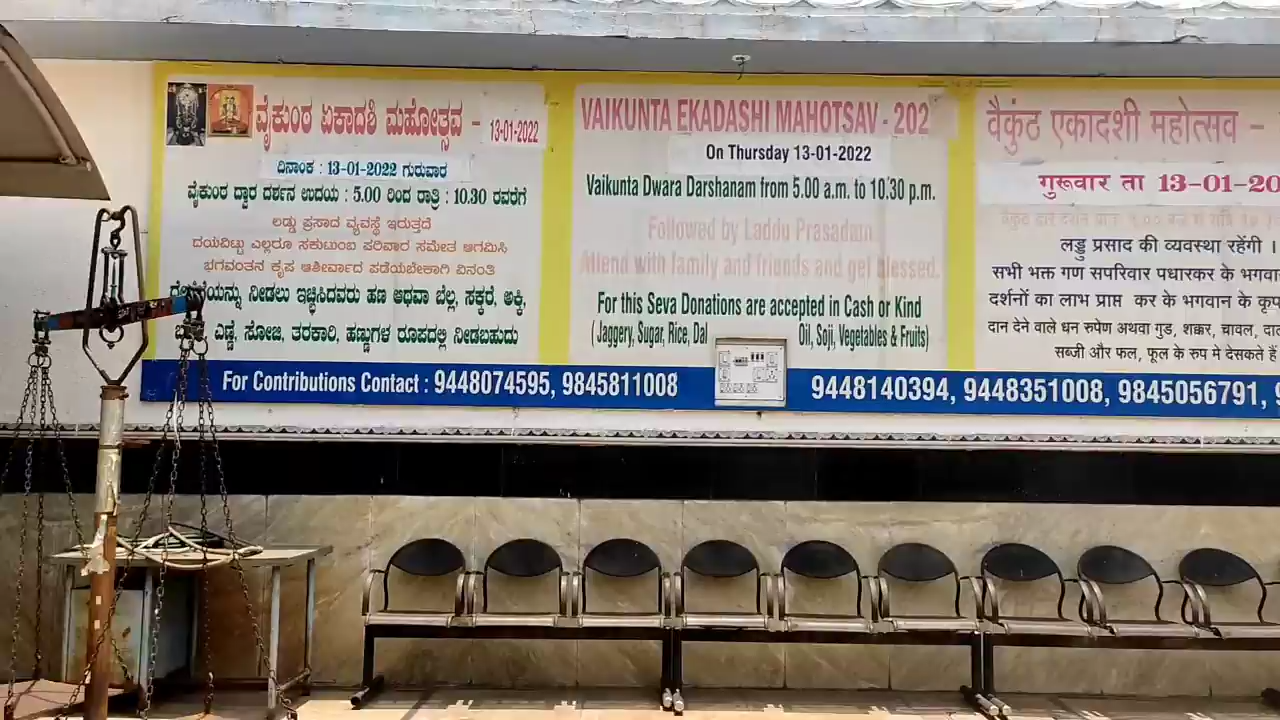 ವೈಕುಂಠ ಏಕಾದಶಿ ಮಹೋತ್ಸವ - 13-01-2022
ದಿನಾಂಕ : 13-01-2022 ಗುರುವಾರ
ವೈಕುಂಠ ದ್ವಾರ ದರ್ಶನ ಉದಯ : 5.00 ರಿಂದ ರಾತ್ರಿ : 10.30 ರವರೆಗೆ
ಲಡ್ಡು ಪ್ರಸಾದ ವ್ಯವಸ್ಥೆ ಇರುತ್ತದೆ
ದಯವಿಟ್ಟು ಎಲ್ಲರೂ ಸಕುಟುಂಬ ಪರಿವಾರ ಸಮೇತ ಆಗಮಿಸಿ
ಭಗವಂತನ ಕೃಪ ಆಶೀರ್ವಾದ ಪಡೆಯಬೇಕಾಗಿ ವಿನಂತಿ
ನೀಡಲು ಇಚ್ಛಿಸಿದವರು ಹಣ ಅಥವಾ ಬೆಲ್ಲ, ಸಕ್ಕರೆ, ಅಕ್ಕಿ,
ಎಣ್ಣೆ, ಸೋಜಿ, ತರಕಾರಿ, ಹಣ್ಣುಗಳ ರೂಪದಲ್ಲಿ ನೀಡಬಹುದು
VAIKUNTA EKADASHI MAHOTSAV - 202
On Thursday 13-01-2022
Vaikunta Dwara Darshanam from 5.00 a.m. to 10.30 p.m.
Followed by Laddu Prasadam.
Attend with family and friends and get blessed.
For this Seva Donations are accepted in Cash or Kind
( Jaggery, Sugar, Rice, Dal Oil, Soji, Vegetables & Fruits)
वैकुंठ एकादशी महोत्सव -
गुरूवार ता 13-01-20
लड्डु प्रसाद की व्यवस्था रहेंगी ।
सभी भक्त गण सपरिवार पधारकर के भगवा
दर्शनों का लाभ प्राप्त कर के भगवान के कृप
दान देने वाले धन रुपेण अथवा गुड, शक्कर, चावल, दा
सब्जी और फल, फूल के रुप मे देसकते हैं
For Contributions Contact : 9448074595, 9845811008 9448140394, 9448351008, 9845056791, 9